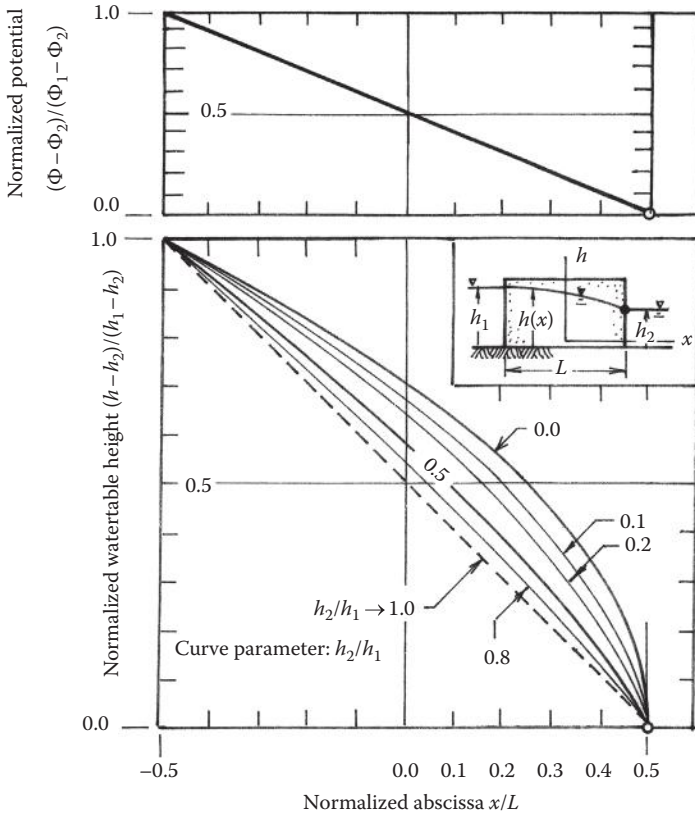 Normalized potential
(Φ–Φ2)/(Φ1–Φ2)
1.0
0.5
0.0
Normalized watertable height (h–h2)/(h1–h2)
1.0
0.5
0.0
h
h1
h(x)
h2
x
L
0.0
0.5
0.1
0.2
h2/h1 → 1.0
0.8
Curve parameter: h2/h1
–0.5
0.0
0.1
0.2
0.3
0.4
0.5
Normalized abscissa x/L